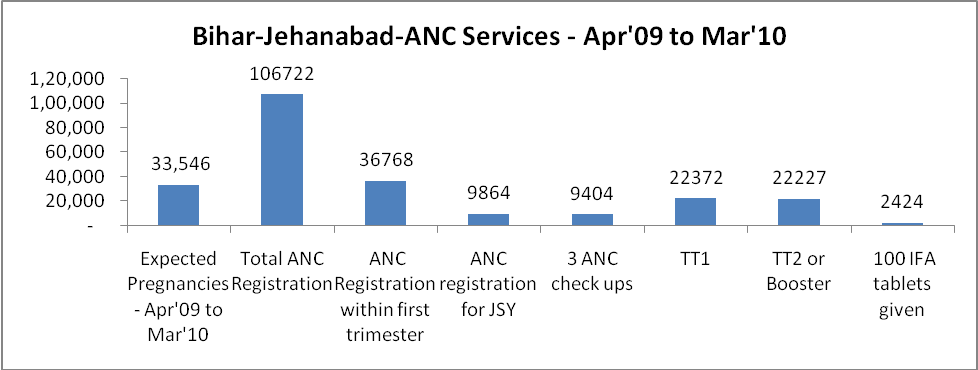 Bihar-Jehanabad-ANC Services - Apr'09 to Mar'10
1,20,000
1,00,000
80,000
60,000
40,000
20,000
-
33,546
106722
36768
9864
9404
22372
22227
2424
Expected
Pregnancies
- Apr'09 to
Mar'10
Total ANC
Registration
ANC
Registration
within first
trimester
ANC
registration
for JSY
3 ANC
check ups
TT1
TT2 or
Booster
100 IFA
tablets
given